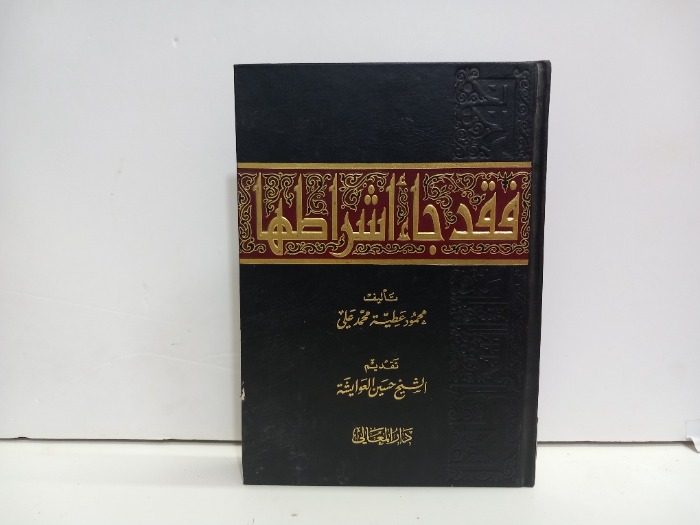 فقد جاء أشراطها
تأليف
محمود عطية محمد علي
تقديم
الشيخ حسين العوايشة
دار المعالي